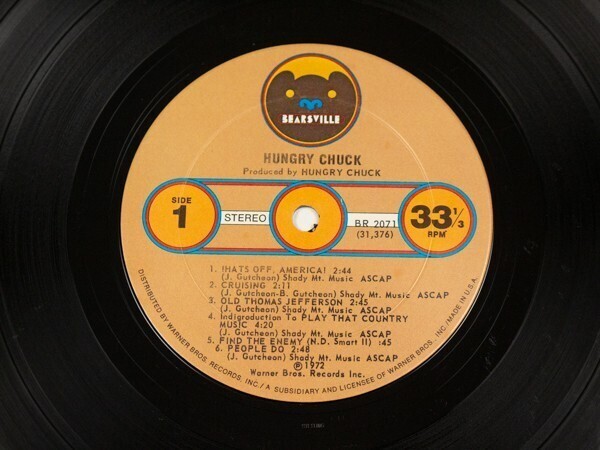 BEARSVILLE
HUNGRY CHUCK
Produced by HUNGRY CHUCK
SIDE
1
STEREO
BR 2071
(31,376)
33 1/3
RPM
1. !HATS OFF, AMERICA! 2:44
(J. Gutcheon) Shady Mt. Music ASCAP
2. CRUISING 2:11
(J. Gutcheon-B. Gutcheon) Shady Mt. Music ASCAP
3. OLD THOMAS JEFFERSON 2:45
(J. Gutcheon) Shady Mt. Music ASCAP
4. Indigroduction To PLAY THAT COUNTRY
MUSIC 4:20
(J. Gutcheon) Shady Mt. Music ASCAP
5. FIND THE ENEMY (N.D. Smart II) :45
6. PEOPLE DO 2:48
(J. Gutcheon) Shady Mt. Music ASCAP
Ⓟ1972
Warner Bros. Records Inc.
DISTRIBUTED BY WARNER BROS. RECORDS, INC./A SUBSIDIARY AND LICENSEE OF WARNER BROS. INC./MADE IN U.S.A.